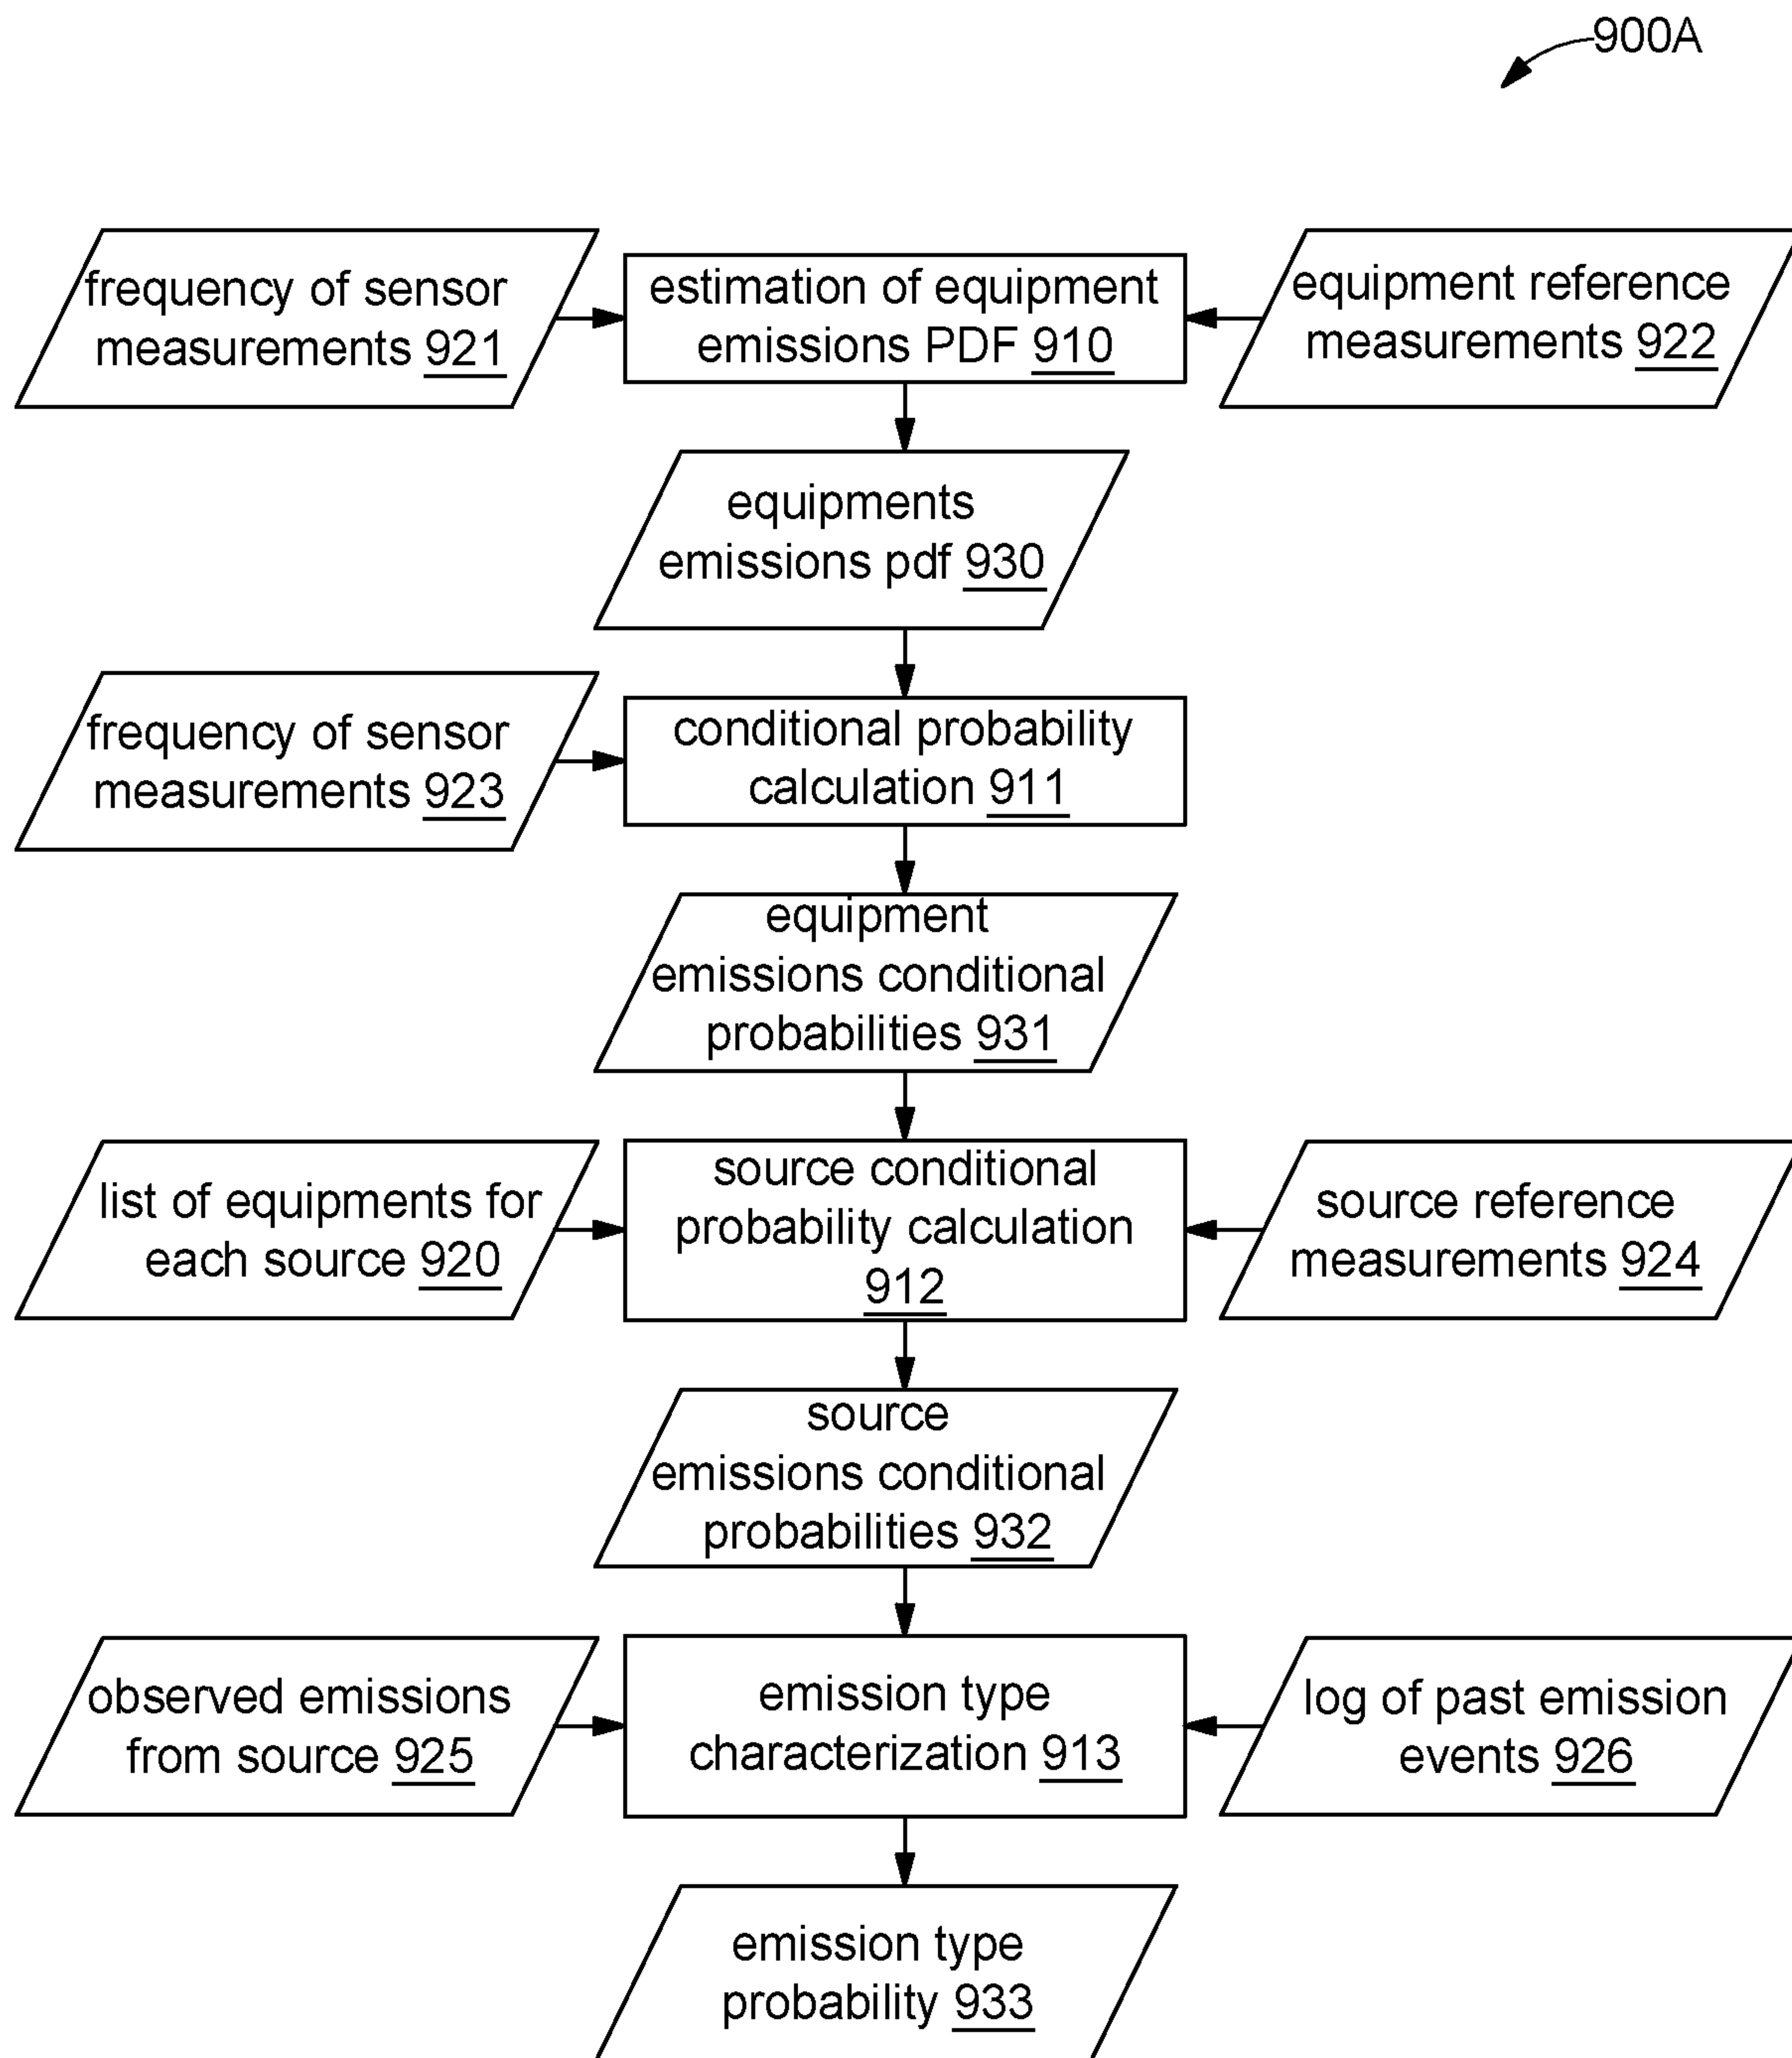 900A
frequency of sensor
measurements 921
estimation of equipment
emissions PDF 910
equipment reference
measurements 922
equipments
emissions pdf 930
frequency of sensor
measurements 923
conditional probability
calculation 911
equipment
emissions conditional
probabilities 931
list of equipments for
each source 920
source conditional
probability calculation
912
source reference
measurements 924
source
emissions conditional
probabilities 932
observed emissions
from source 925
emission type
characterization 913
log of past emission
events 926
emission type
probability 933